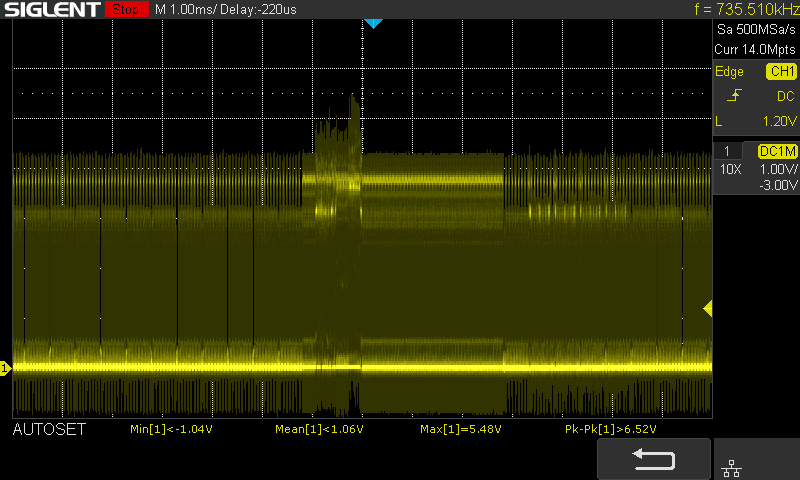 SIGLENT Stop M 1.00ms/ Delay:-220us f = 735.510kHz
Sa 500MSa/s
Curr 14.0Mpts
Edge CH1
DC
L 1.20V
1 DC1M
10X 1.00V/
-3.00V
1
AUTOSET Min[1]<-1.04V Mean[1]<1.06V Max[1]=5.48V Pk-Pk[1]>6.52V